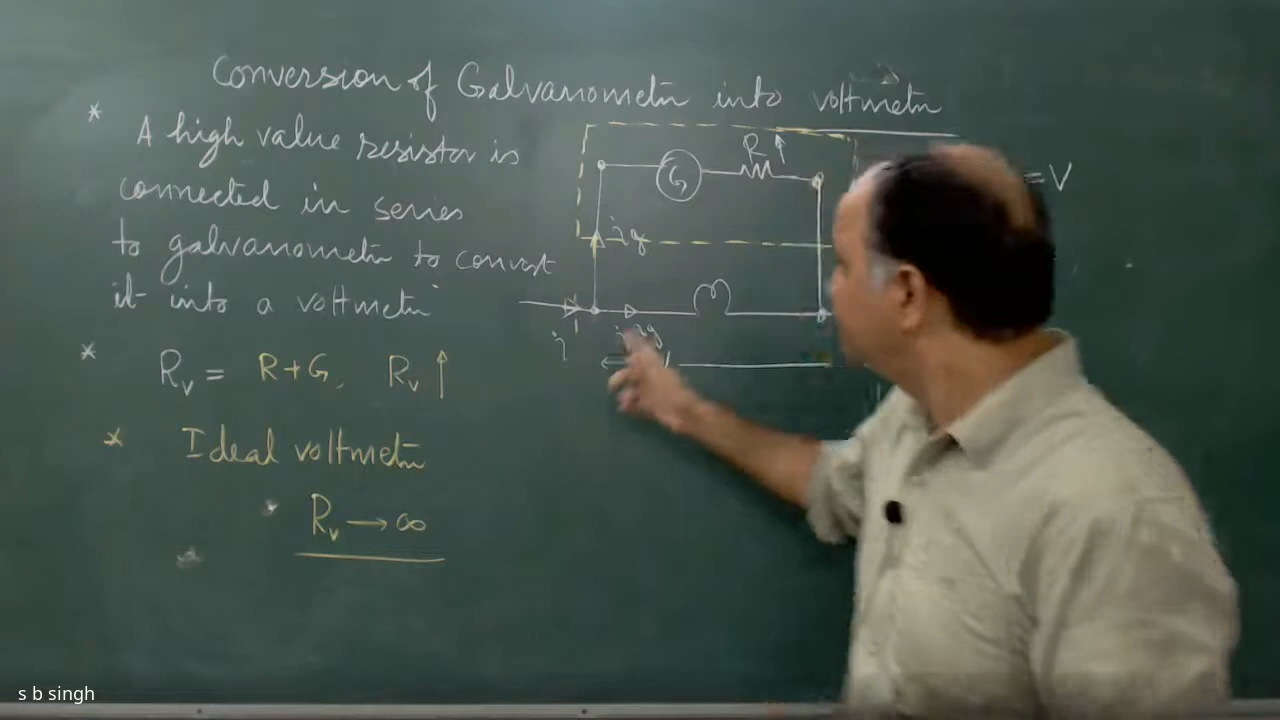 Conversion of Galvanometer into voltmeter
* A high value resistor is
connected in series
to galvanometer to convert
it into a voltmeter
* Rv = R+G, Rv ↑
* Ideal voltmeter
Rv → ∞
G R ↑
= V
ig
i
s b singh